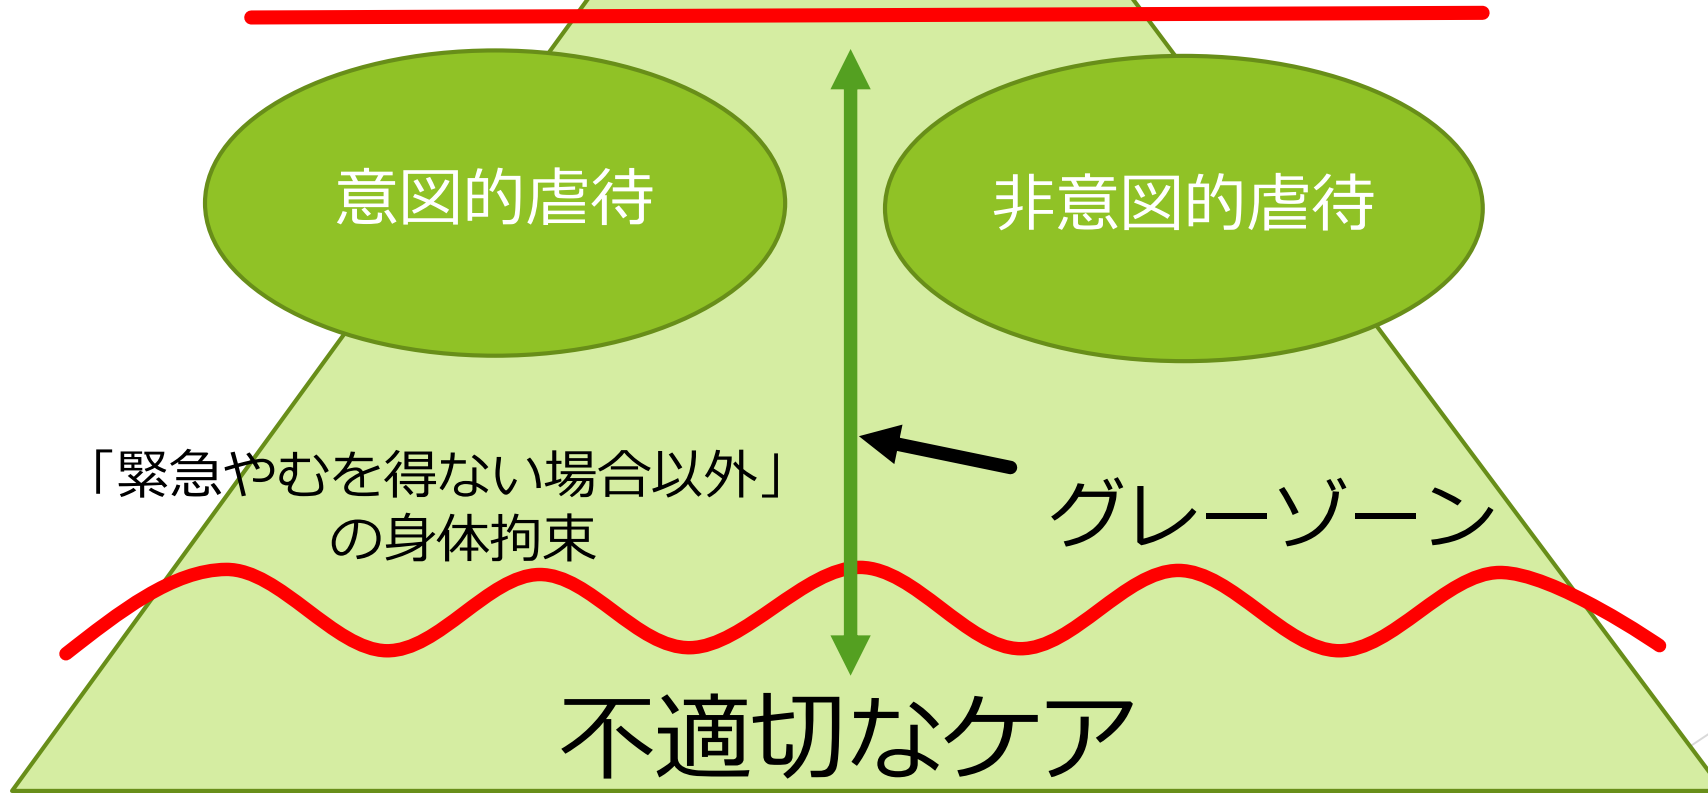 意図的虐待
非意図的虐待
「緊急やむを得ない場合以外」
の身体拘束
グレーゾーン
不適切なケア